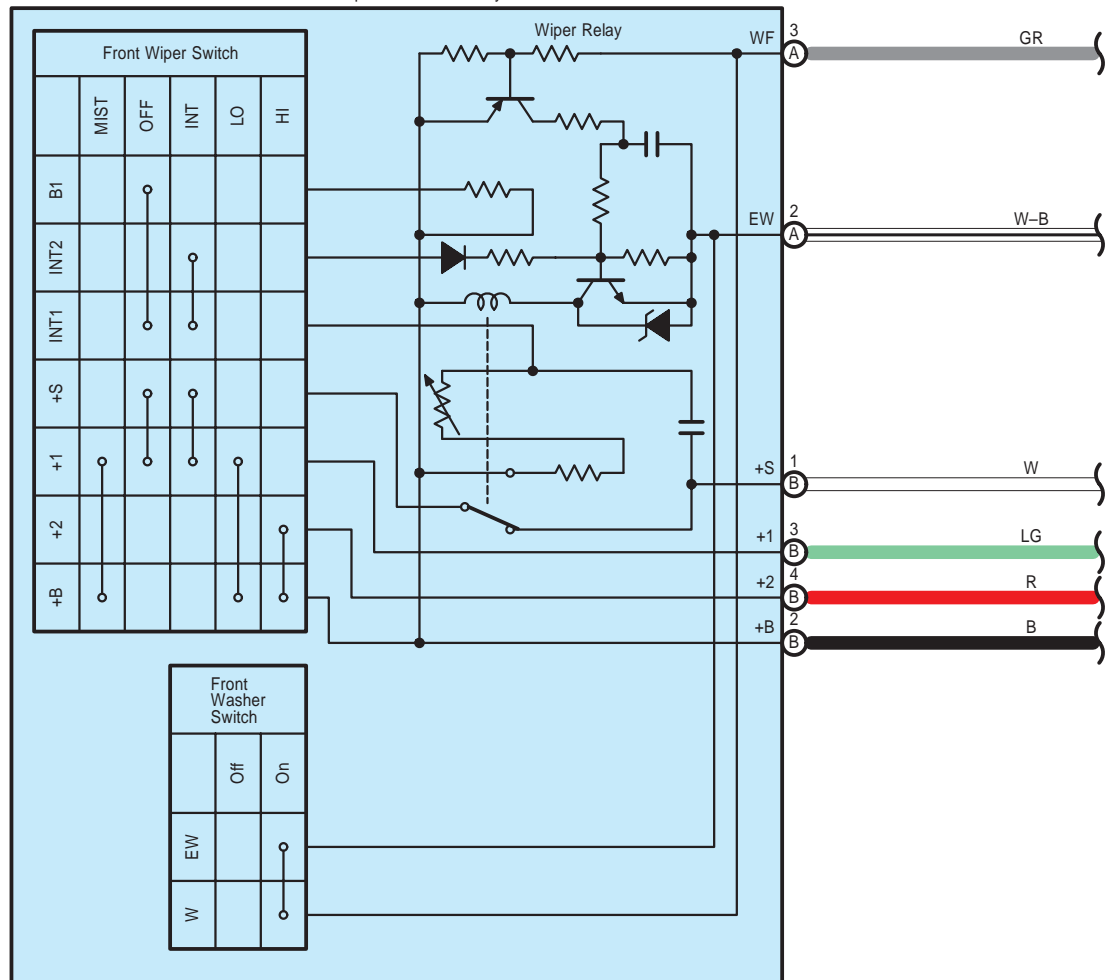 Wiper Relay
Front Wiper Switch
MIST OFF INT LO HI
B1
INT2
INT1
+S
+1
+2
+B
WF 3 A GR
EW 2 A W–B
+S 1 B W
+1 3 B LG
+2 4 B R
+B 2 B B
Front
Washer
Switch
Off On
EW
W